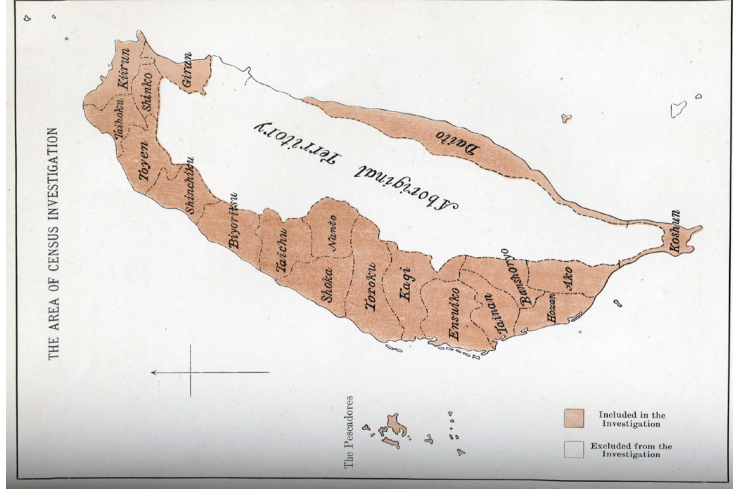 THE AREA OF CENSUS INVESTIGATION
Kiirun
Shinko
Giran
Taihoku
Toyen
Shinchiku
Biyoritsu
Taichu
Nanto
Shoka
Toroku
Kagi
Ensuiko
Tainan
Banshoryo
Hozan
Ako
Koshun
Daito
Aboriginal Territory
The Pescadores
Included in the
Investigation
Excluded from the
Investigation